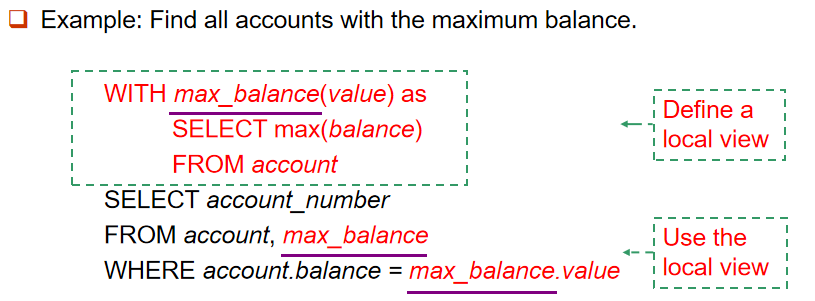 Example: Find all accounts with the maximum balance.
WITH max_balance(value) as
SELECT max(balance)
FROM account
Define a
local view
SELECT account_number
FROM account, max_balance
WHERE account.balance = max_balance.value
Use the
local view